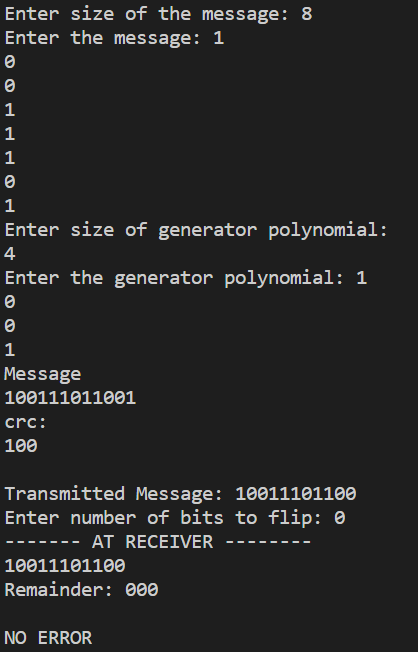 Enter size of the message: 8
Enter the message: 1
0
0
1
1
1
0
1
Enter size of generator polynomial:
4
Enter the generator polynomial: 1
0
0
1
Message
100111011001
crc:
100
Transmitted Message: 10011101100
Enter number of bits to flip: 0
------- AT RECEIVER --------
10011101100
Remainder: 000
NO ERROR